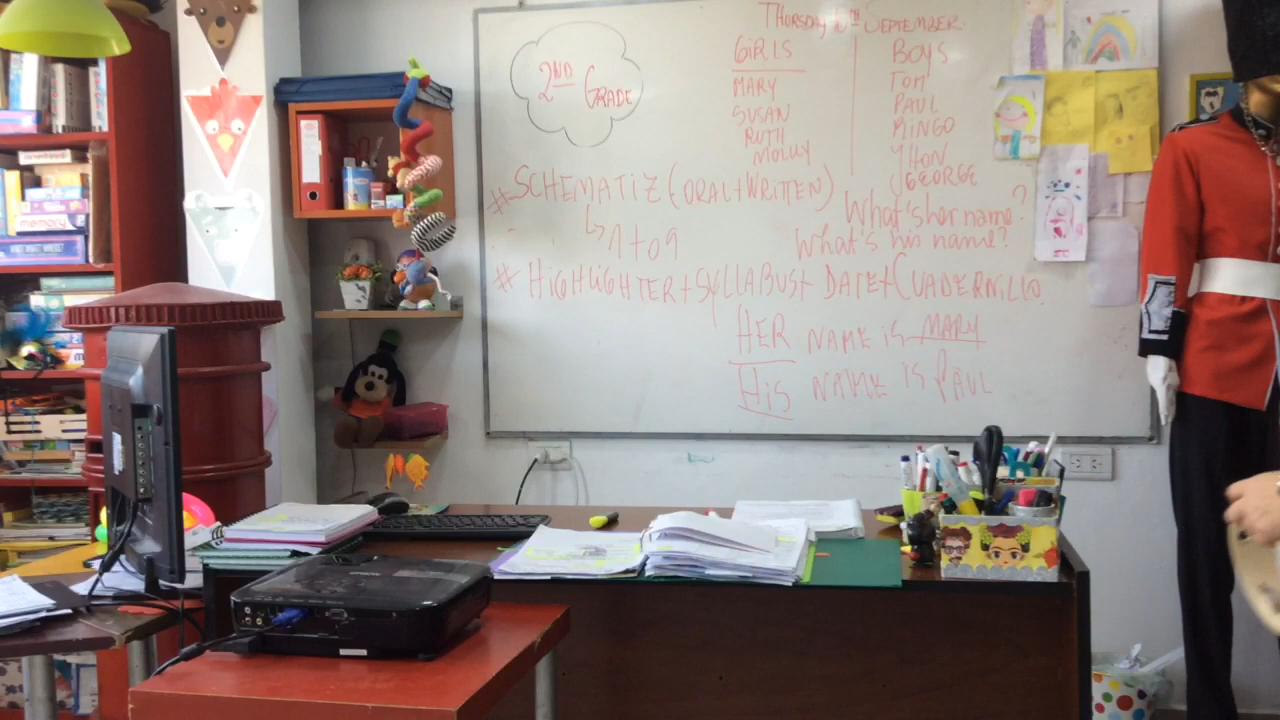 THURSDAY 10TH SEPTEMBER
2ND GRADE
GIRLS
MARY
SUSAN
RUTH
MOLLY
BOYS
TOM
PAUL
RINGO
JHON
GEORGE
#SCHEMATIZ (ORAL+WRITTEN)
↳ 1 to 9
What's her name?
What's his name?
# HIGHLIGHTER+SYLLABUS+ DATE+CUADERNILLO.
HER NAME IS MARY
HIS NAME IS PAUL
memory